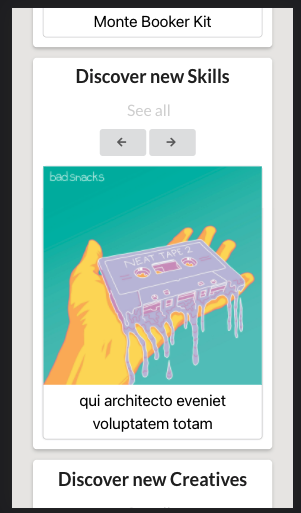 Monte Booker Kit
Discover new Skills
See all
bad snacks
NEAT TAPE 2
qui architecto eveniet
voluptatem totam
Discover new Creatives